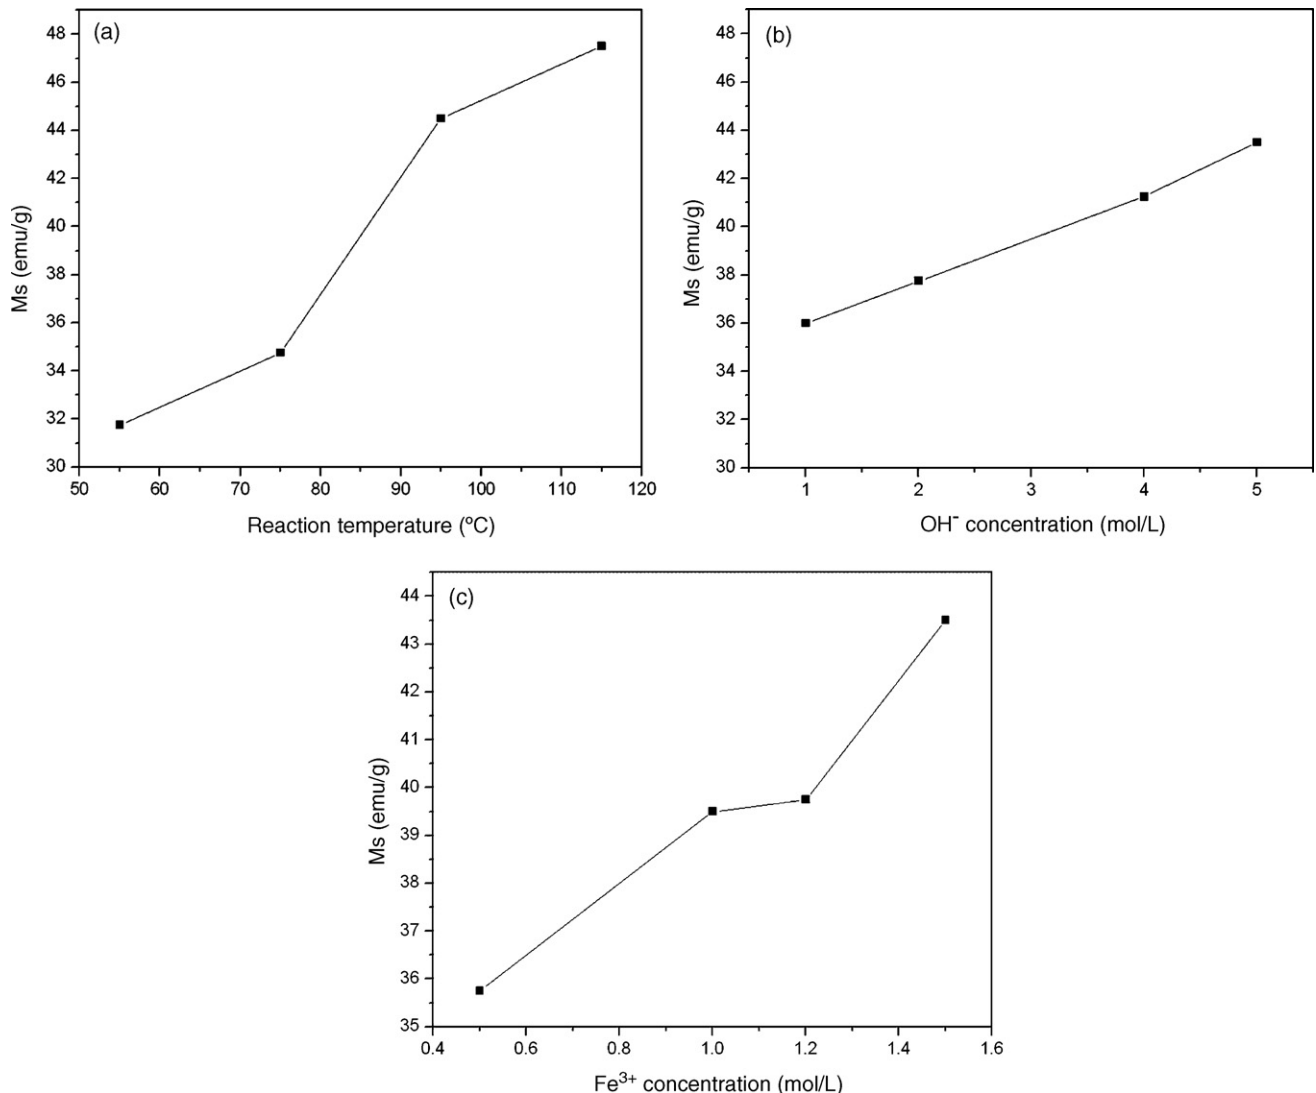 (a)
48
46
44
42
40
38
36
34
32
30
Ms (emu/g)
50 60 70 80 90 100 110 120
Reaction temperature (ºC)
(b)
48
46
44
42
40
38
36
34
32
30
Ms (emu/g)
1 2 3 4 5
OH⁻ concentration (mol/L)
(c)
44
43
42
41
40
39
38
37
36
35
Ms (emu/g)
0.4 0.6 0.8 1.0 1.2 1.4 1.6
Fe³⁺ concentration (mol/L)